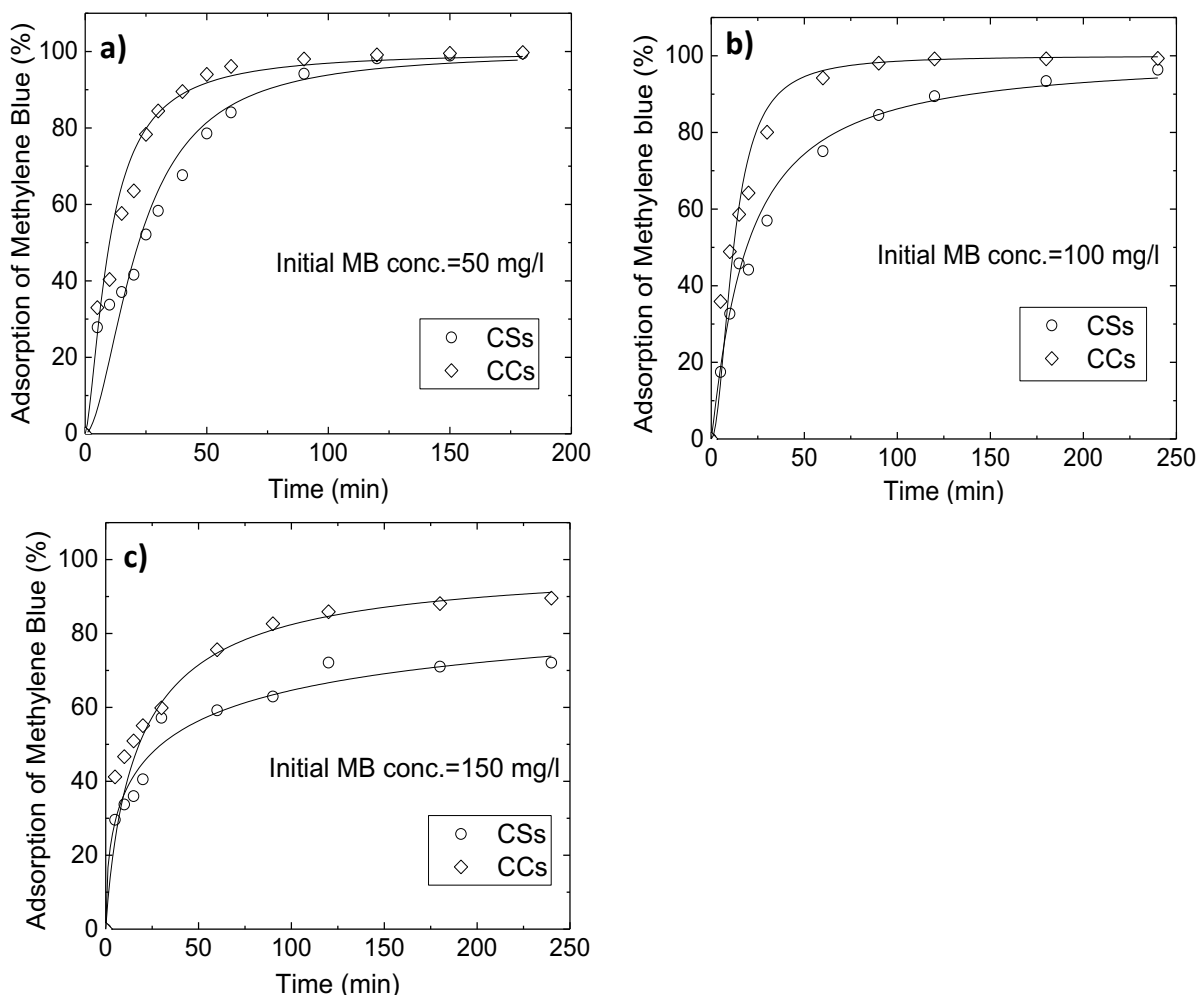 a)
Adsorption of Methylene Blue (%)
100
80
60
40
20
0
Initial MB conc.=50 mg/l
CSs
CCs
0 50 100 150 200
Time (min)
b)
Adsorption of Methylene blue (%)
100
80
60
40
20
0
Initial MB conc.=100 mg/l
CSs
CCs
0 50 100 150 200 250
Time (min)
c)
Adsorption of Methylene Blue (%)
100
80
60
40
20
0
Initial MB conc.=150 mg/l
CSs
CCs
0 50 100 150 200 250
Time (min)